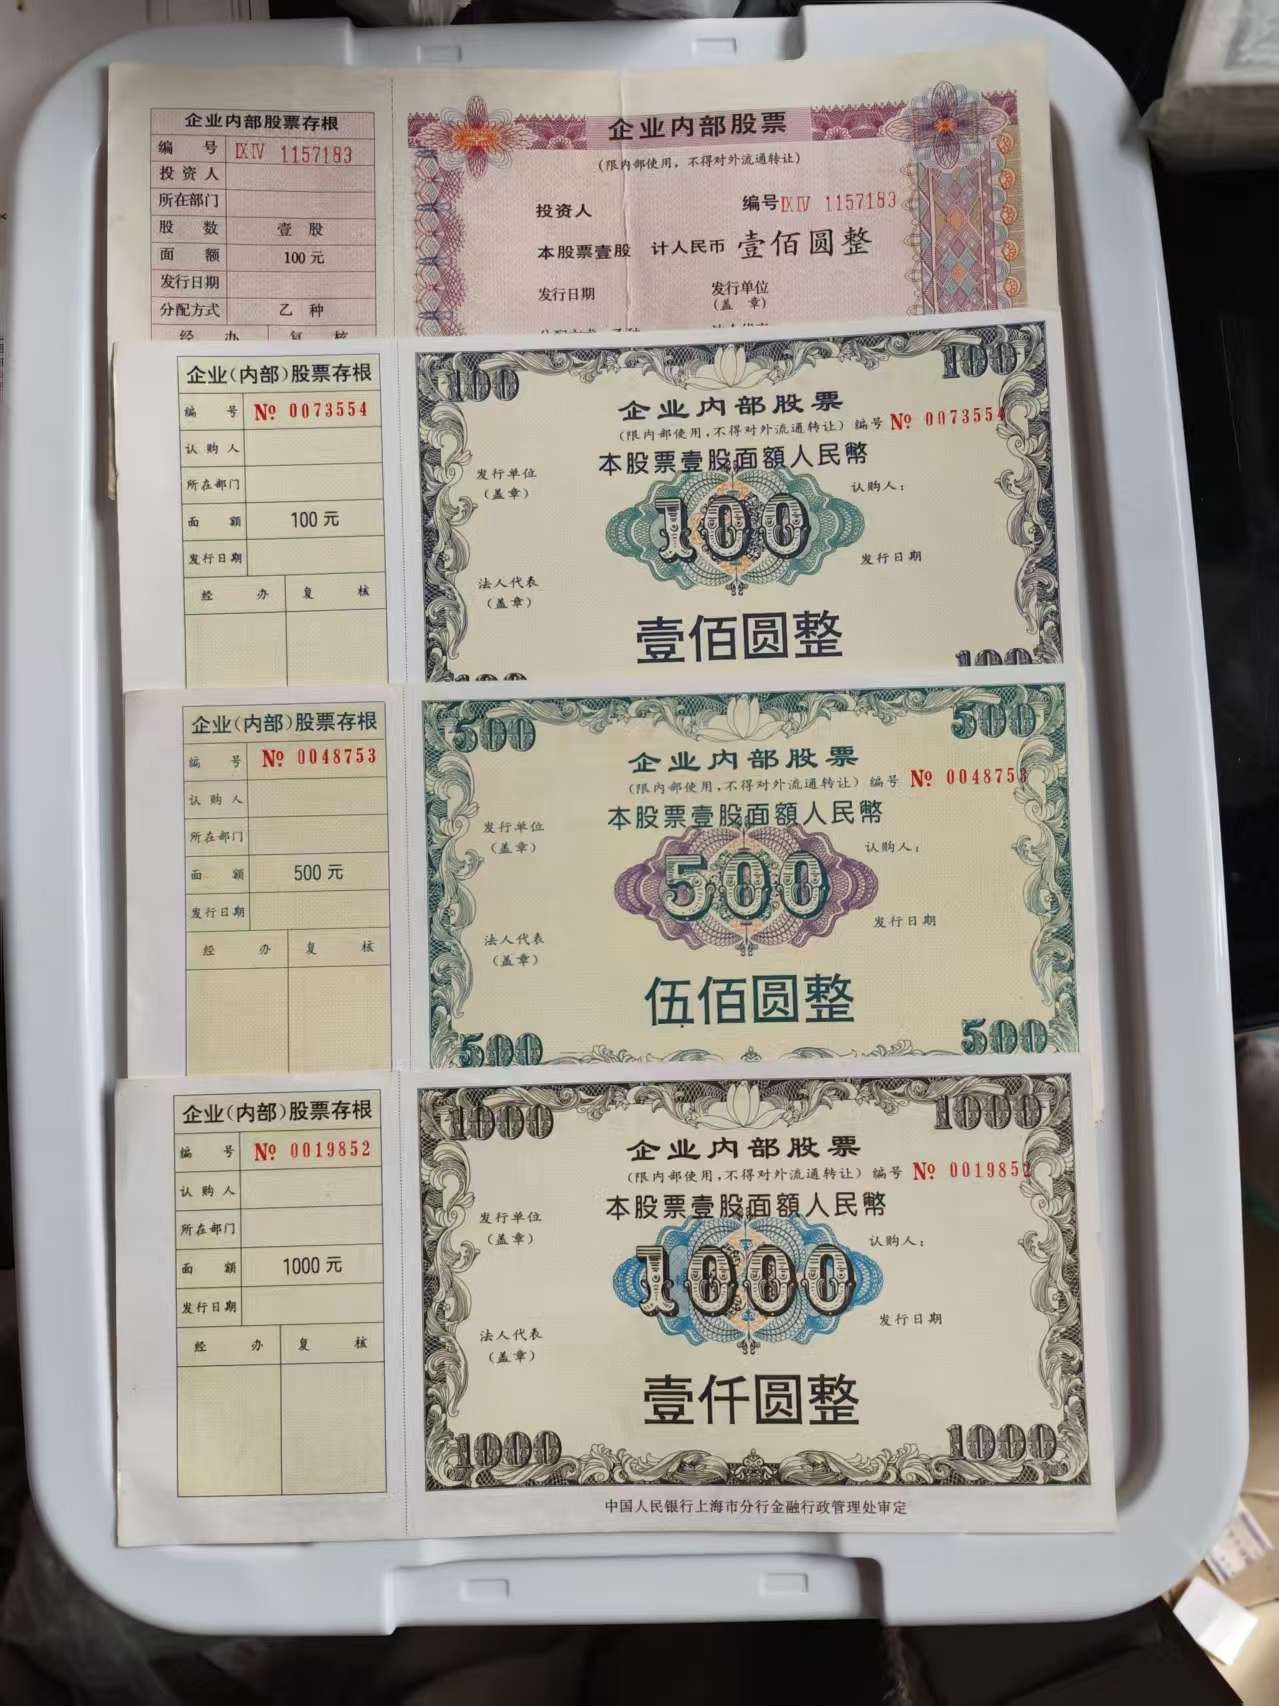 企业内部股票存根
编号 ⅨⅣ 1157183
投资人
所在部门
股数 壹股
面额 100元
发行日期
分配方式 乙种
经办 复核
企业内部股票
(限内部使用，不得对外流通转让)
投资人 编号ⅨⅣ 1157183
本股票壹股 计人民币 壹佰圆整
发行日期 发行单位
(盖 章)
企业(内部)股票存根
编号 № 0073554
认购人
所在部门
面额 100元
发行日期
经办 复核
100 100
企业内部股票
(限内部使用，不得对外流通转让) 编号 № 0073554
本股票壹股面額人民幣
发行单位
(盖章)
认购人：
100
发行日期
法人代表
(盖章)
壹佰圆整
100 100
企业(内部)股票存根
编号 № 0048753
认购人
所在部门
面额 500元
发行日期
经办 复核
500 500
企业内部股票
(限内部使用，不得对外流通转让) 编号 № 0048753
本股票壹股面額人民幣
发行单位
(盖章)
认购人：
500
发行日期
法人代表
(盖章)
伍佰圆整
500 500
企业(内部)股票存根
编号 № 0019852
认购人
所在部门
面额 1000元
发行日期
经办 复核
1000 1000
企业内部股票
(限内部使用，不得对外流通转让) 编号 № 0019852
本股票壹股面額人民幣
发行单位
(盖章)
认购人：
1000
发行日期
法人代表
(盖章)
壹仟圆整
1000 1000
中国人民银行上海市分行金融行政管理处审定